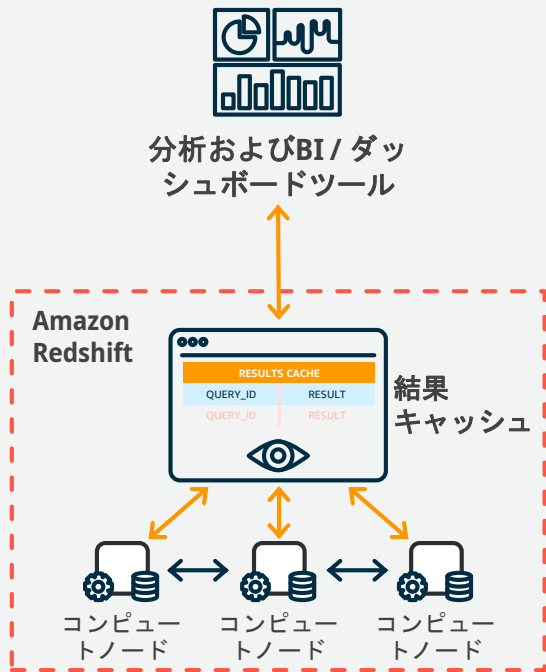 分析およびBI / ダッ
シュボードツール
Amazon
Redshift
RESULTS CACHE
QUERY_ID RESULT
QUERY_ID RESULT
結果
キャッシュ
コンピュー
トノード
コンピュー
トノード
コンピュー
トノード